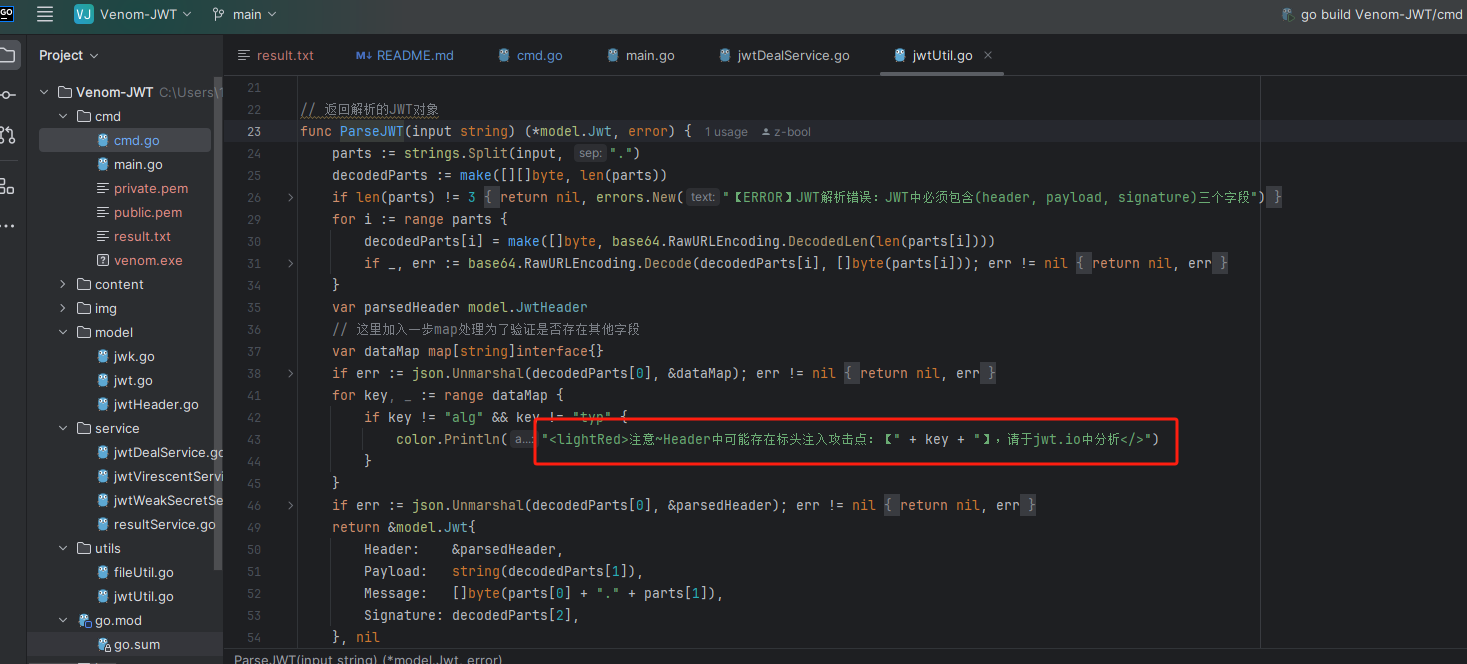 GO
VJ Venom-JWT main go build Venom-JWT/cmd
Project
result.txt M↓ README.md cmd.go main.go jwtDealService.go jwtUtil.go
Venom-JWT C:\Users\
cmd
cmd.go
main.go
private.pem
public.pem
result.txt
venom.exe
content
img
model
jwk.go
jwt.go
jwtHeader.go
service
jwtDealService.go
jwtVirescentServi
jwtWeakSecretSe
resultService.go
utils
fileUtil.go
jwtUtil.go
go.mod
go.sum
21
22 // 返回解析的JWT对象
23 func ParseJWT(input string) (*model.Jwt, error) { 1 usage z-bool
24 parts := strings.Split(input, sep: ".")
25 decodedParts := make([][]byte, len(parts))
26 if len(parts) != 3 { return nil, errors.New( text: "【ERROR】JWT解析错误：JWT中必须包含(header, payload, signature)三个字段") }
29 for i := range parts {
30 decodedParts[i] = make([]byte, base64.RawURLEncoding.DecodedLen(len(parts[i])))
31 if _, err := base64.RawURLEncoding.Decode(decodedParts[i], []byte(parts[i])); err != nil { return nil, err }
34 }
35 var parsedHeader model.JwtHeader
36 // 这里加入一步map处理为了验证是否存在其他字段
37 var dataMap map[string]interface{}
38 if err := json.Unmarshal(decodedParts[0], &dataMap); err != nil { return nil, err }
41 for key, _ := range dataMap {
42 if key != "alg" && key != "typ" {
43 color.Println( a...: "<lightRed>注意~Header中可能存在标头注入攻击点：【" + key + "】，请于jwt.io中分析</>")
44 }
45 }
46 if err := json.Unmarshal(decodedParts[0], &parsedHeader); err != nil { return nil, err }
49 return &model.Jwt{
50 Header: &parsedHeader,
51 Payload: string(decodedParts[1]),
52 Message: []byte(parts[0] + "." + parts[1]),
53 Signature: decodedParts[2],
54 }, nil
ParseJWT(input string) (*model.Jwt, error)